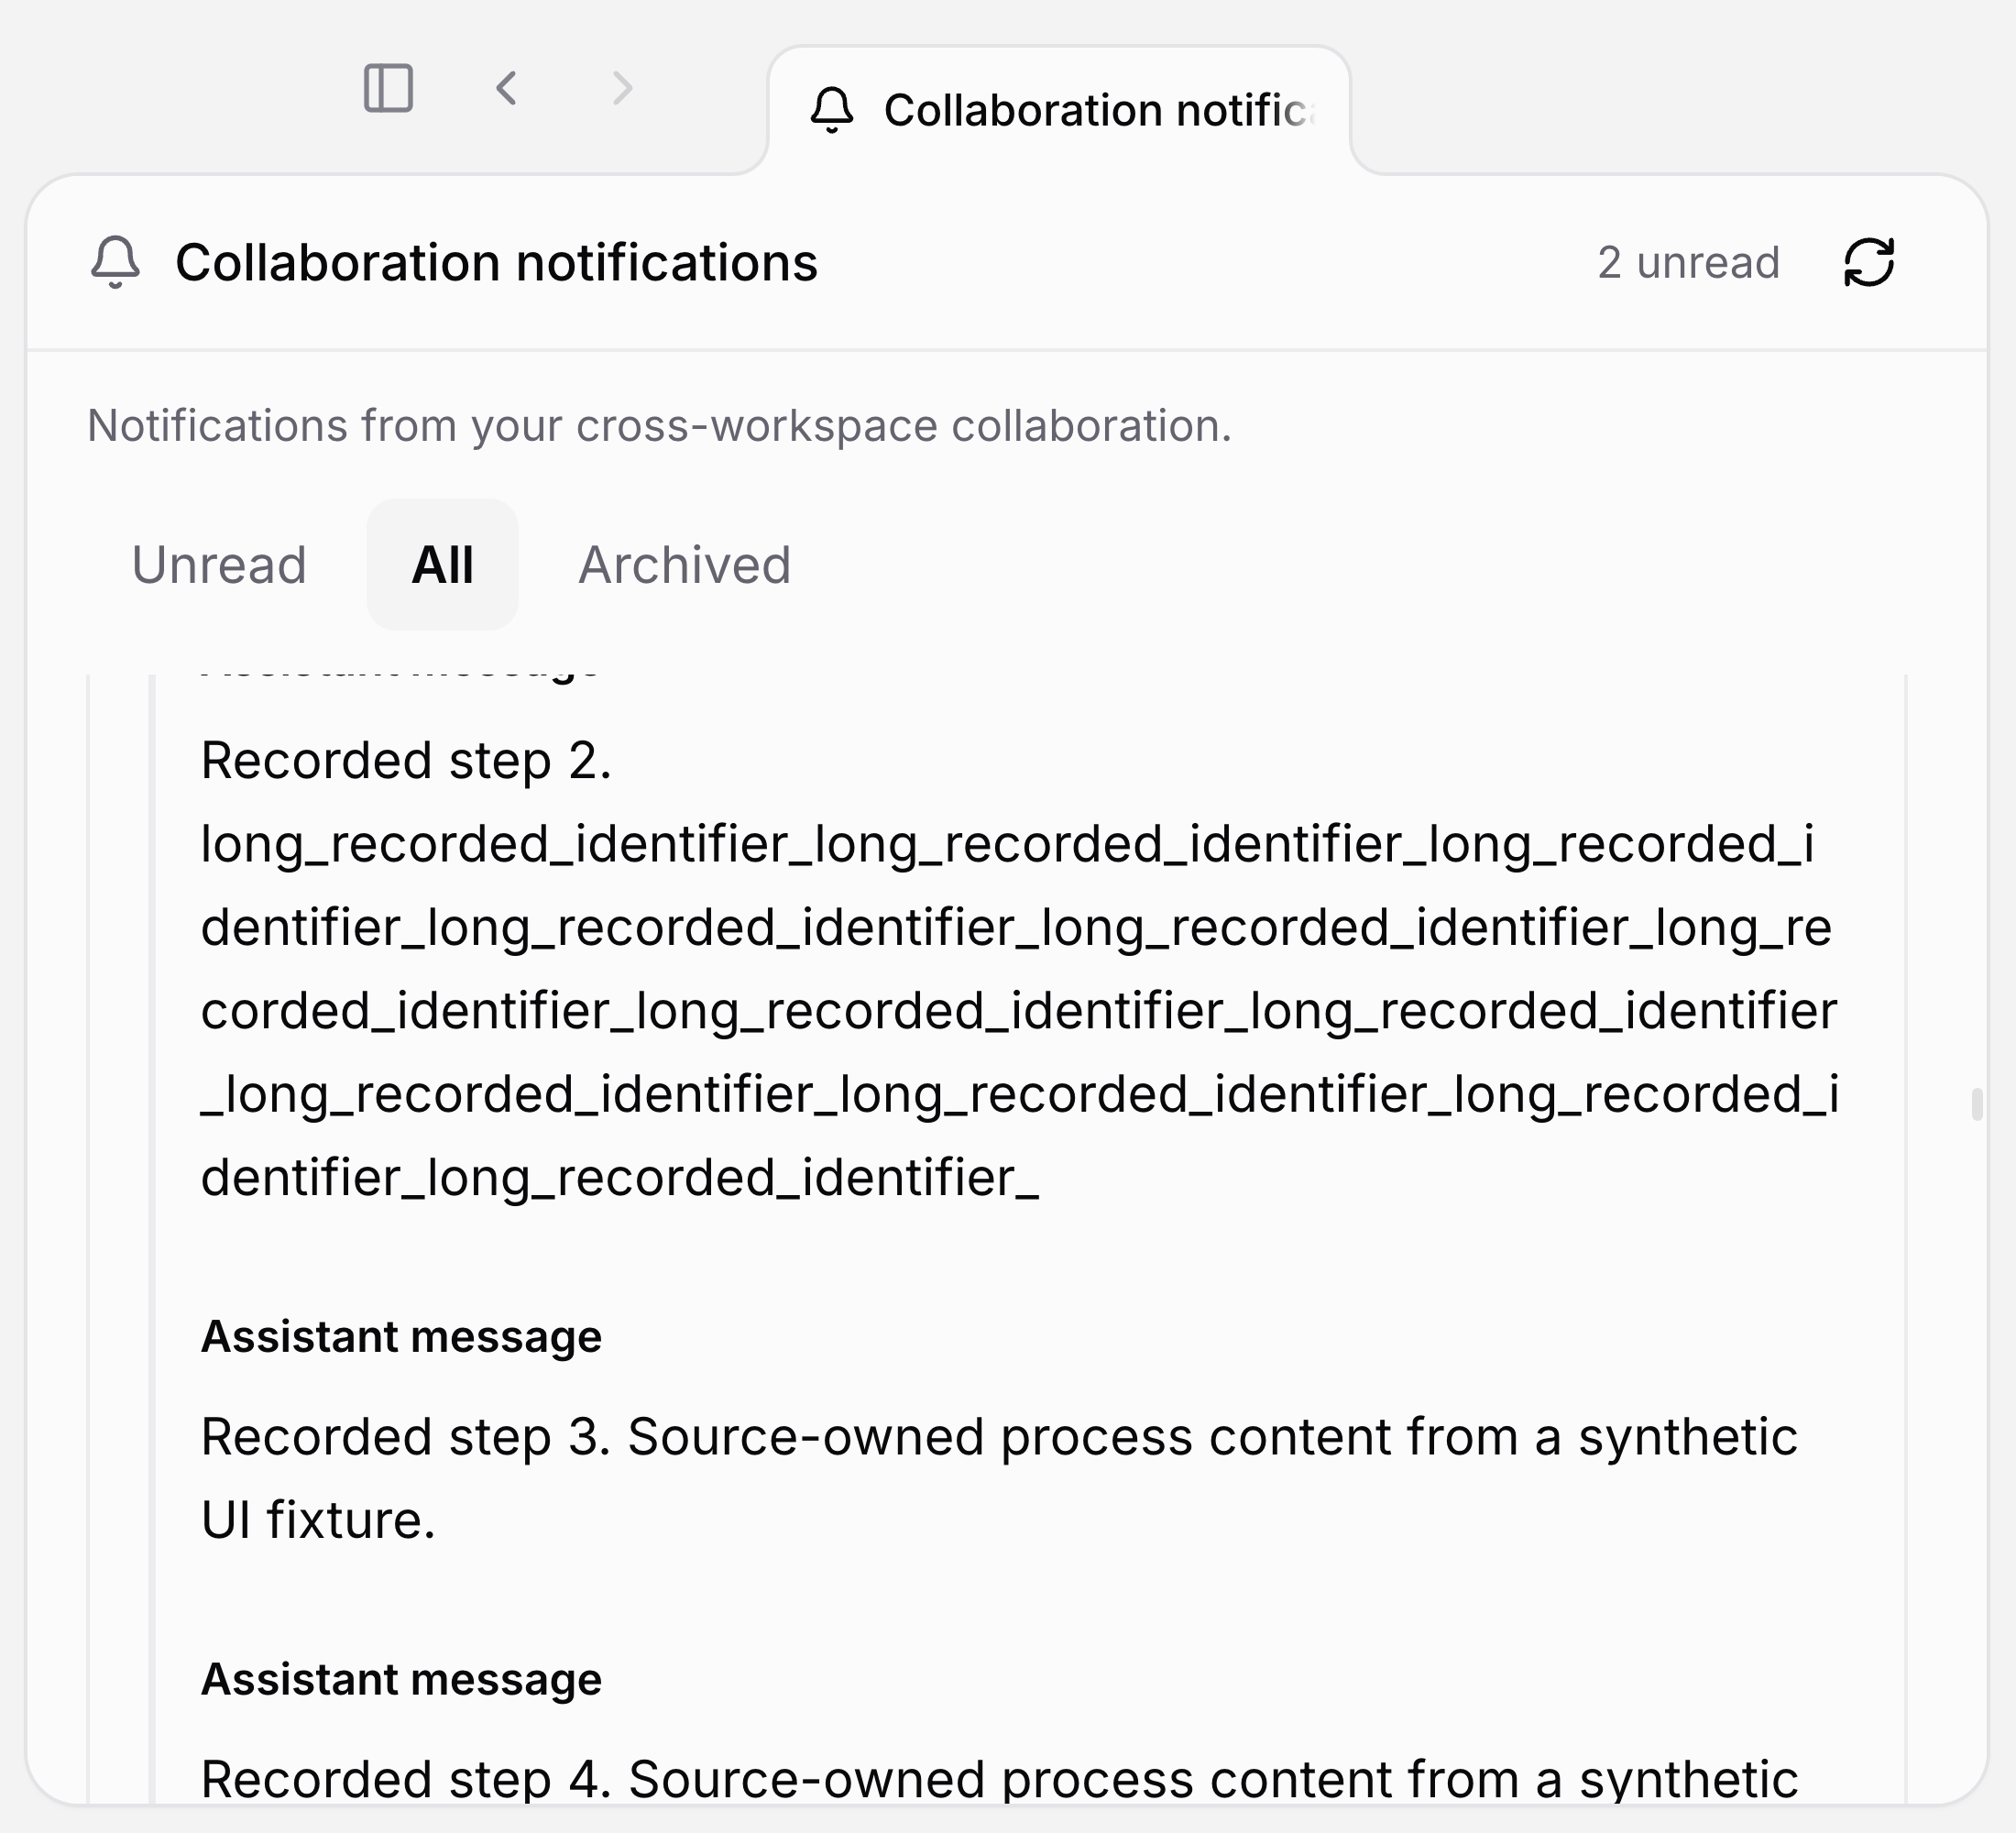 Collaboration notific
Collaboration notifications
2 unread
Notifications from your cross-workspace collaboration.
Unread
All
Archived
Assistant message
Recorded step 2.
long_recorded_identifier_long_recorded_identifier_long_recorded_i
dentifier_long_recorded_identifier_long_recorded_identifier_long_re
corded_identifier_long_recorded_identifier_long_recorded_identifier
_long_recorded_identifier_long_recorded_identifier_long_recorded_i
dentifier_long_recorded_identifier_
Assistant message
Recorded step 3. Source-owned process content from a synthetic
UI fixture.
Assistant message
Recorded step 4. Source-owned process content from a synthetic